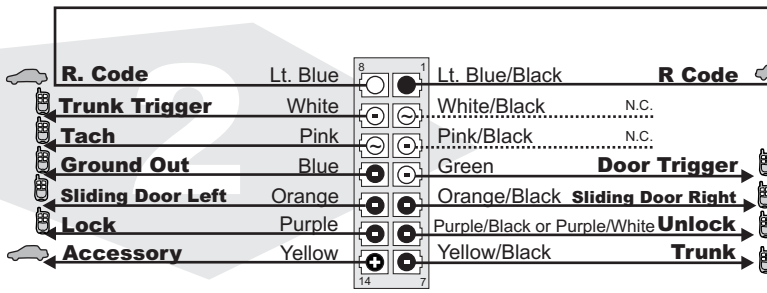 8 1
R. Code Lt. Blue Lt. Blue/Black R Code
Trunk Trigger White White/Black N.C.
Tach Pink Pink/Black N.C.
Ground Out Blue Green Door Trigger
Sliding Door Left Orange Orange/Black Sliding Door Right
Lock Purple Purple/Black or Purple/White Unlock
Accessory Yellow Yellow/Black Trunk
14 7
2